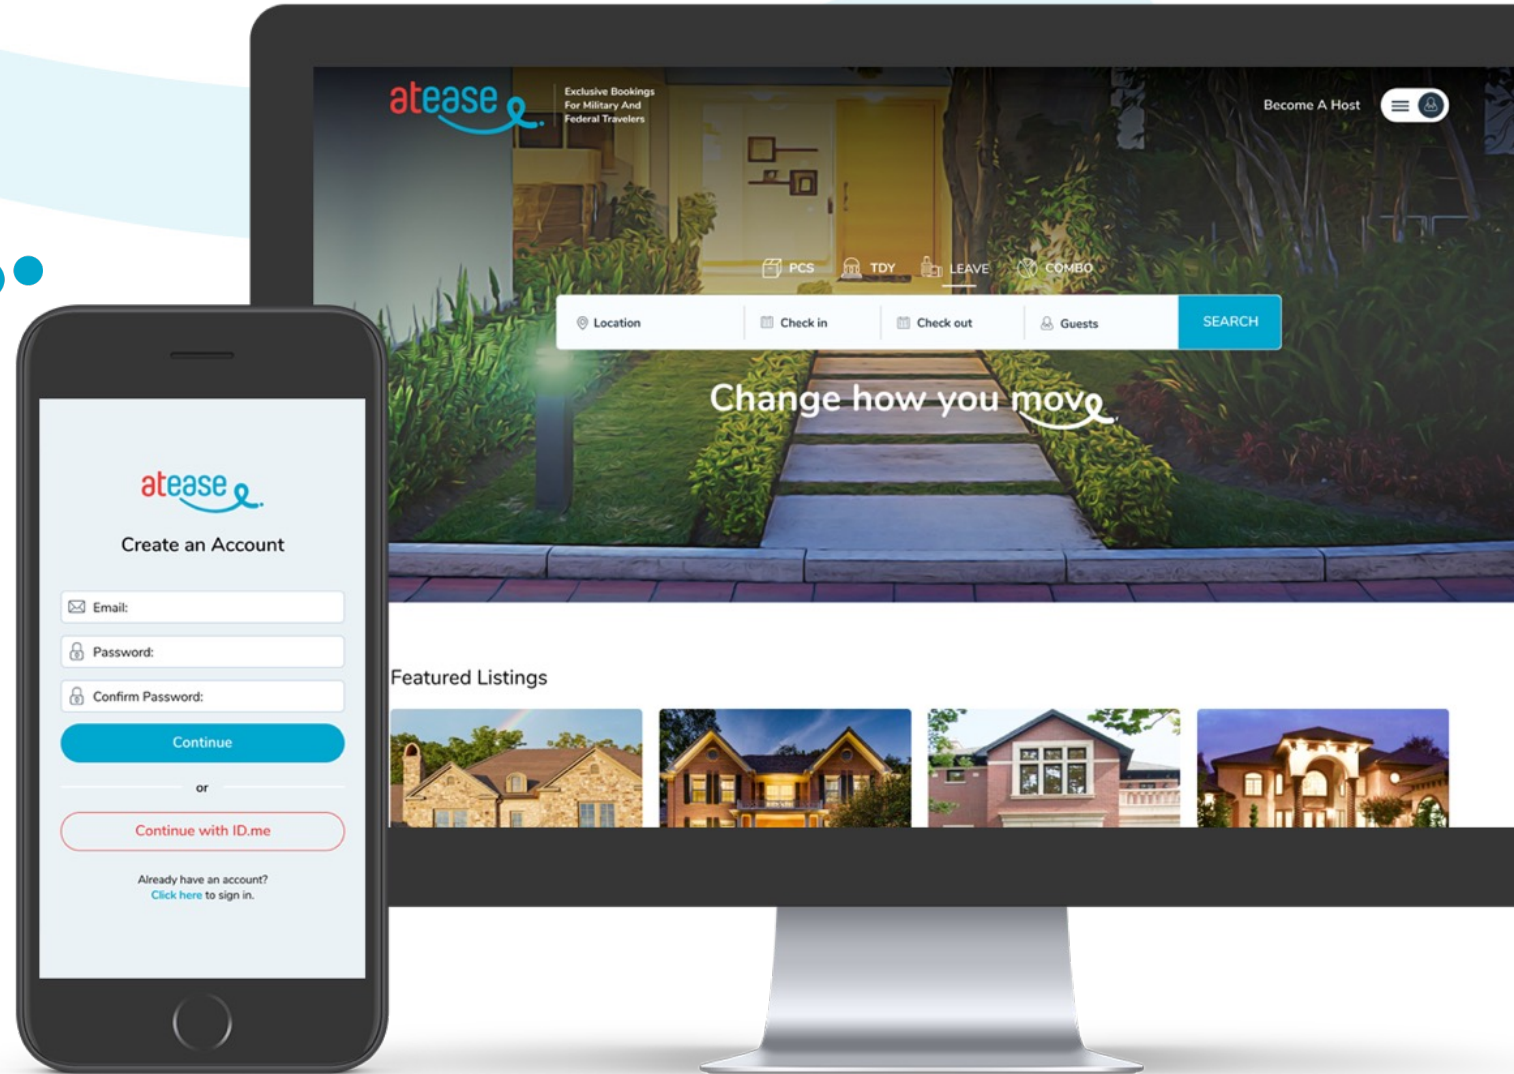 atease
Exclusive Bookings
For Military And
Federal Travelers
Become A Host
PCS TDY LEAVE COMBO
Location Check in Check out Guests SEARCH
Change how you move
Featured Listings
atease
Create an Account
Email:
Password:
Confirm Password:
Continue
or
Continue with ID.me
Already have an account?
Click here to sign in.